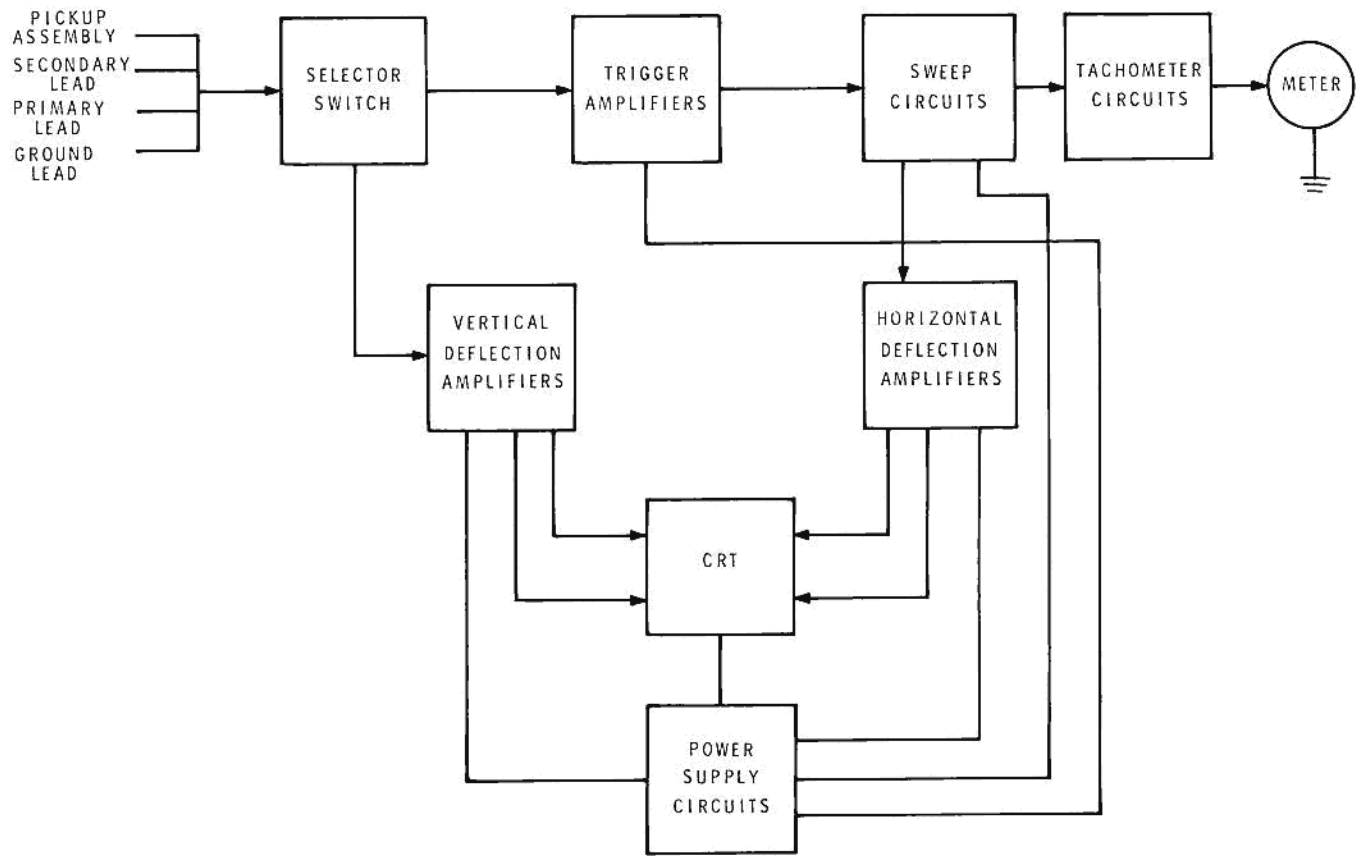 PICKUP
ASSEMBLY
SECONDARY
LEAD
PRIMARY
LEAD
GROUND
LEAD
SELECTOR
SWITCH
TRIGGER
AMPLIFIERS
SWEEP
CIRCUITS
TACHOMETER
CIRCUITS
METER
VERTICAL
DEFLECTION
AMPLIFIERS
HORIZONTAL
DEFLECTION
AMPLIFIERS
CRT
POWER
SUPPLY
CIRCUITS